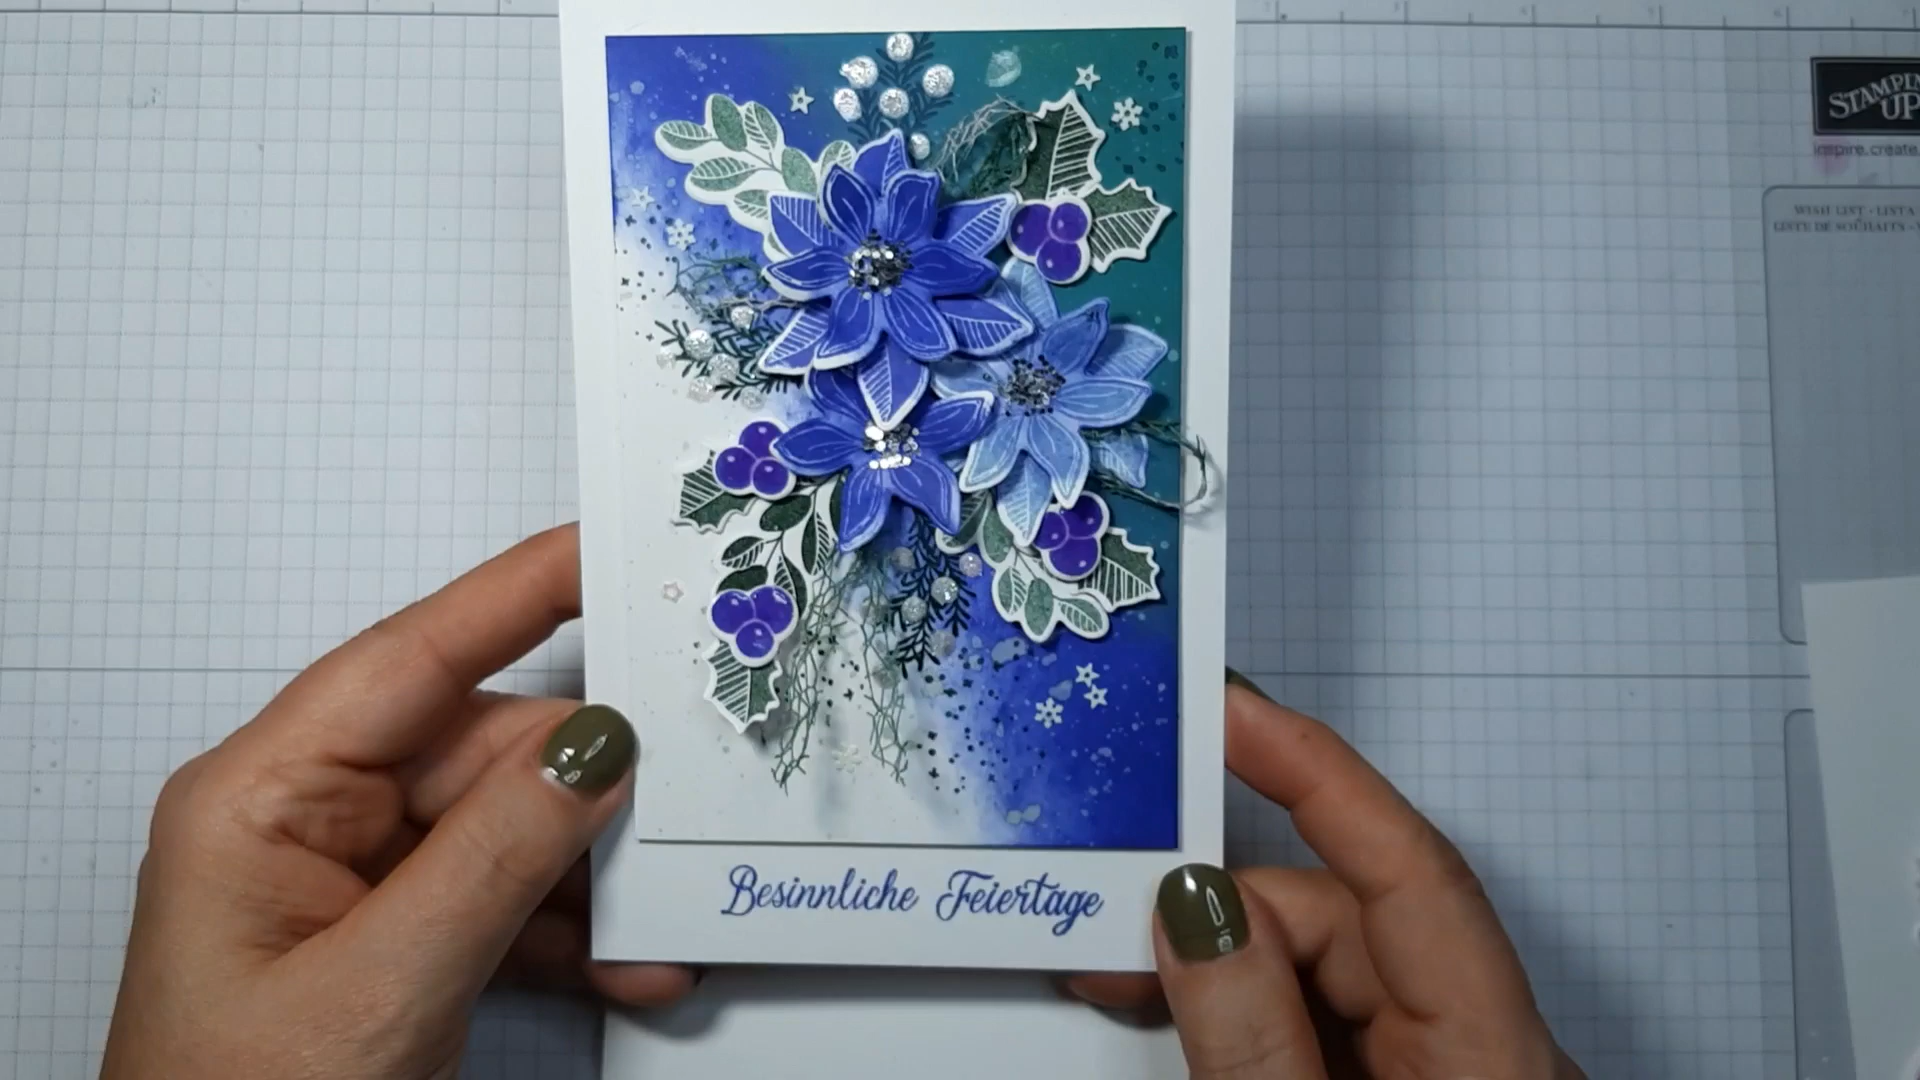 STAMPIN
UP
inspire.create.
WISH LIST · LISTA
LISTE DE SOUHAITS
Besinnliche Feiertage